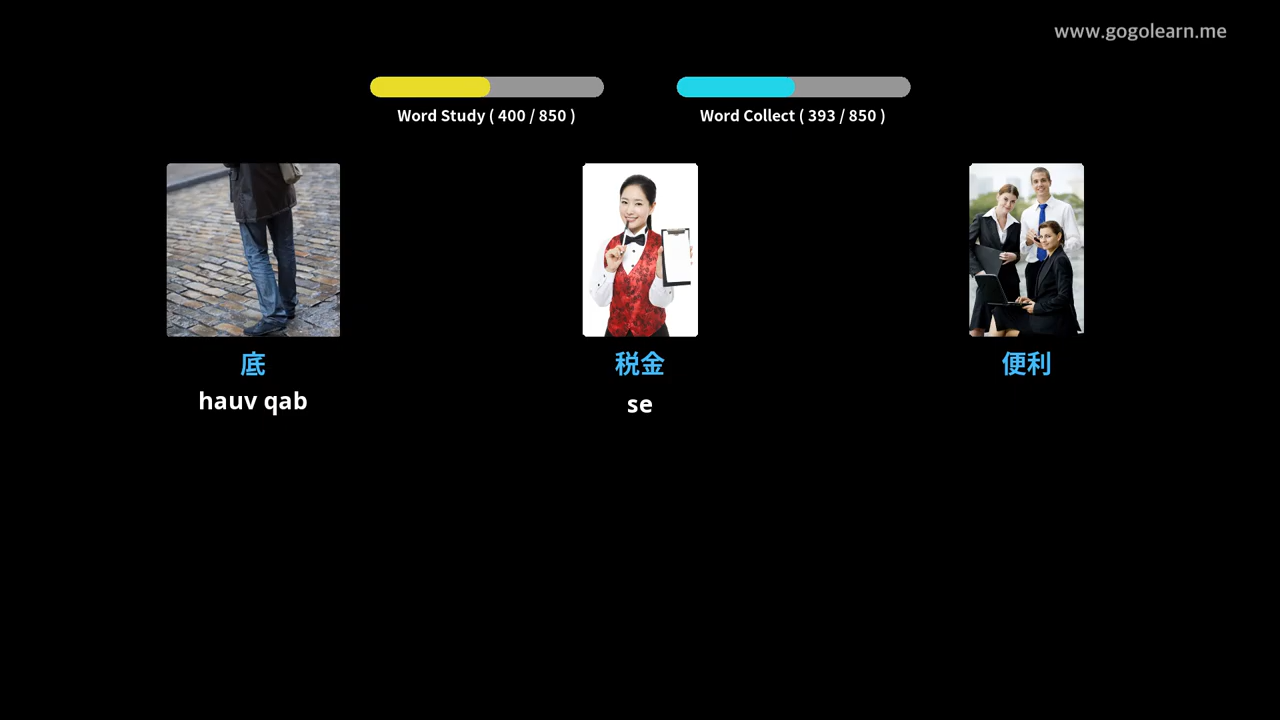 www.gogolearn.me
Word Study ( 400 / 850 )
Word Collect ( 393 / 850 )
底
税金
便利
hauv qab
se